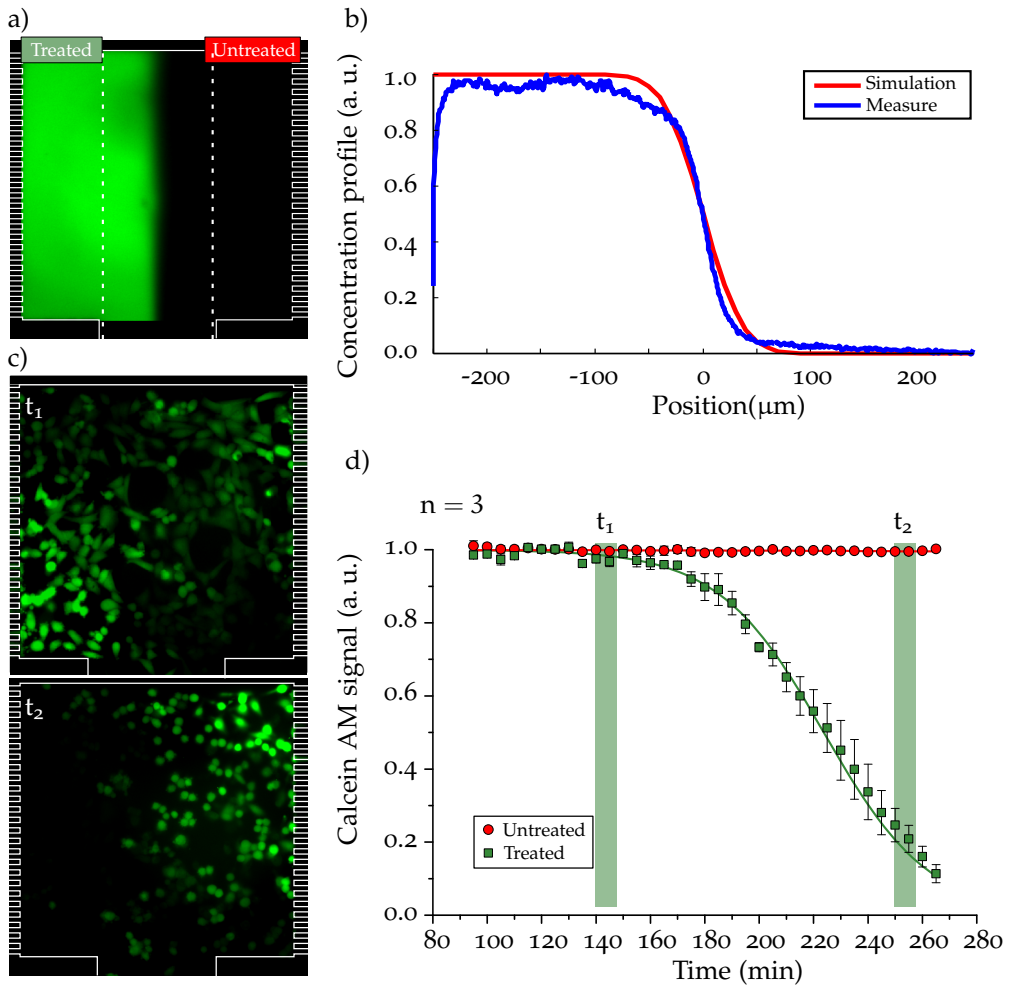 a)
Treated
Untreated
b)
Concentration profile (a. u.)
1.0
0.8
0.6
0.4
0.2
0.0
-200
-100
0
100
200
Position(μm)
Simulation
Measure
c)
t₁
t₂
d)
n = 3
t₁
t₂
Calcein AM signal (a. u.)
1.0
0.8
0.6
0.4
0.2
0.0
Untreated
Treated
80
100
120
140
160
180
200
220
240
260
280
Time (min)